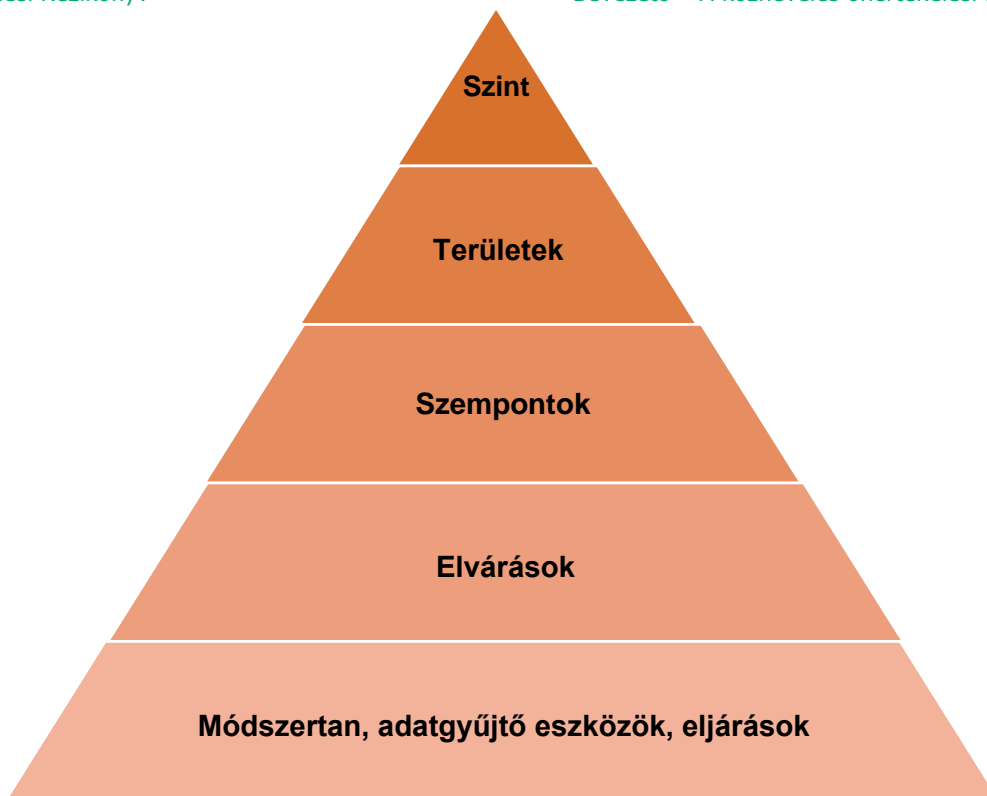 Szint
Területek
Szempontok
Elvárások
Módszertan, adatgyűjtő eszközök, eljárások